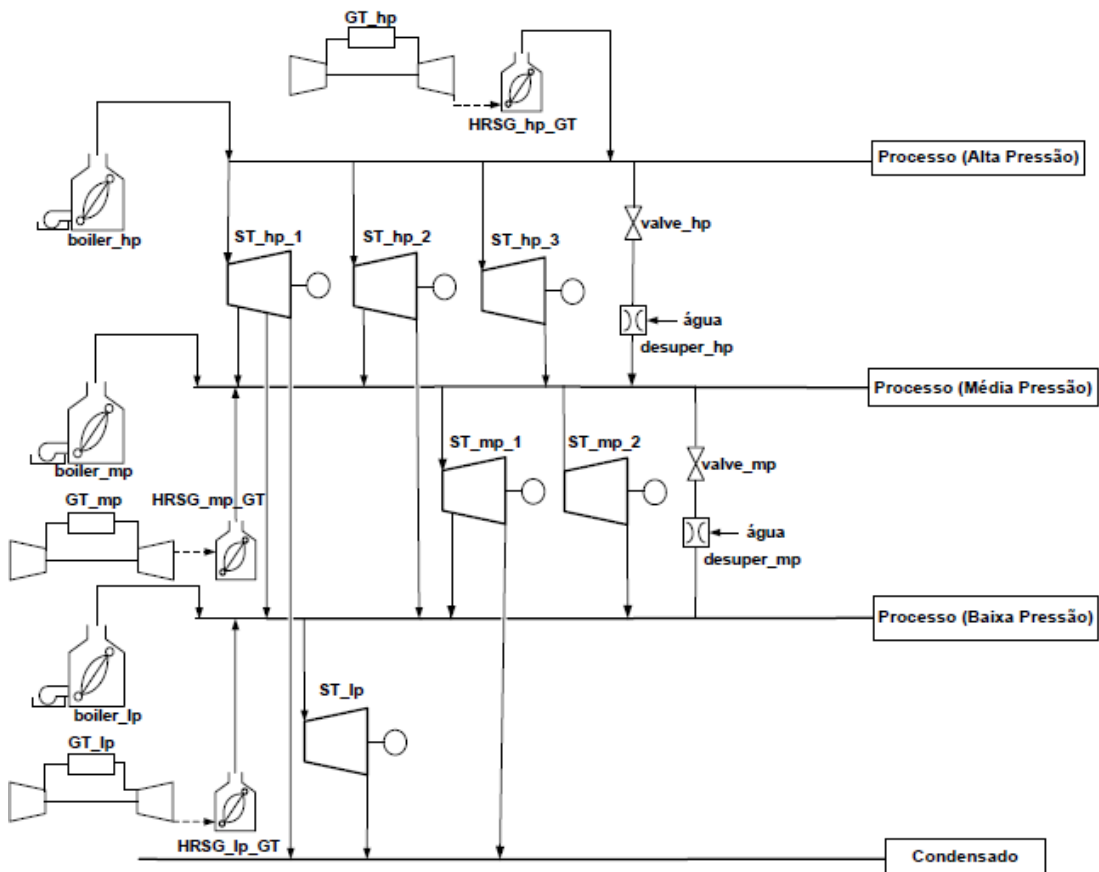 GT_hp
HRSG_hp_GT
Processo (Alta Pressão)
boiler_hp
ST_hp_1
ST_hp_2
ST_hp_3
valve_hp
água
desuper_hp
Processo (Média Pressão)
boiler_mp
ST_mp_1
ST_mp_2
valve_mp
GT_mp
HRSG_mp_GT
água
desuper_mp
Processo (Baixa Pressão)
boiler_lp
ST_lp
GT_lp
HRSG_lp_GT
Condensado